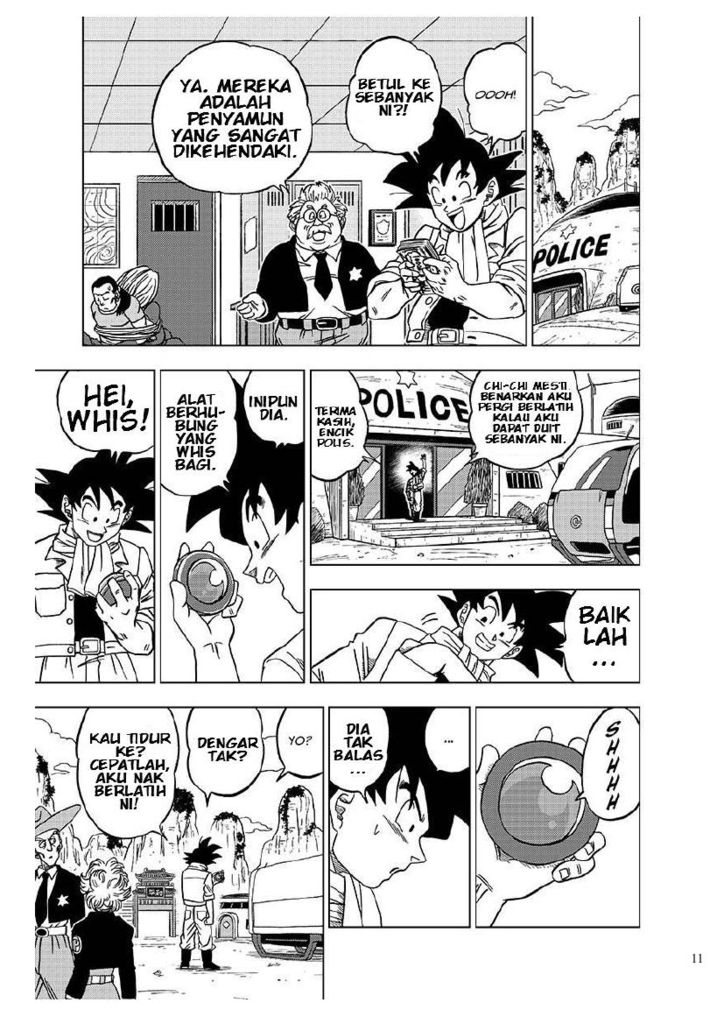 POLICE
OOOH!
BETUL KE
SEBANYAK
NI?!
YA. MEREKA
ADALAH
PENYAMUN
YANG SANGAT
DIKEHENDAKI.
CHI-CHI MESTI
BENARKAN AKU
PERGI BERLATIH
KALAU AKU
DAPAT DUIT
SEBANYAK NI.
POLICE
TERIMA
KASIH,
ENCIK
POLIS.
BAIK
LAH
...
INIPUN
DIA.
ALAT
BERHU-
BUNG
YANG
WHIS
BAGI.
HEI,
WHIS!
SHHHH
...
DIA
TAK
BALAS
...
YO?
DENGAR
TAK?
KAU TIDUR
KE?
CEPATLAH,
AKU NAK
BERLATIH
NI!
11